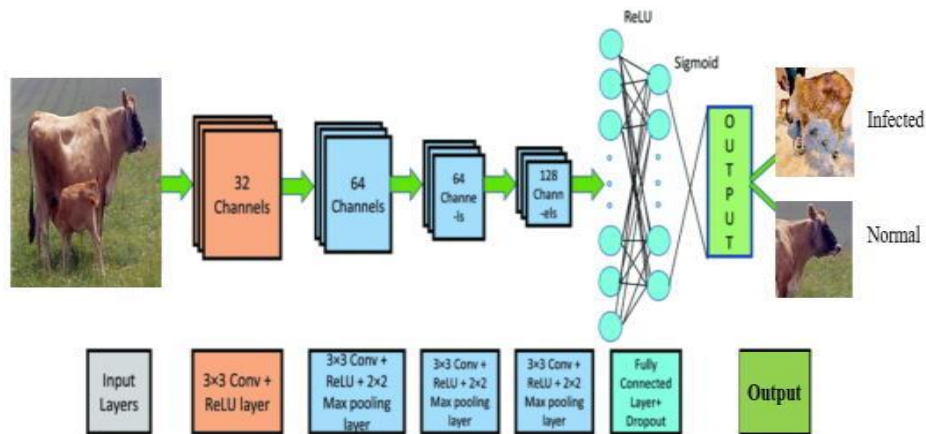 ReLU
Sigmoid
32
Channels
64
Channels
64
Channe
-ls
128
Chann
-els
O
U
T
P
U
T
Infected
Normal
Input
Layers
3×3 Conv +
ReLU layer
3×3 Conv +
ReLU + 2×2
Max pooling
layer
3×3 Conv +
ReLU + 2×2
Max pooling
layer
3×3 Conv +
ReLU + 2×2
Max pooling
layer
Fully
Connected
Layer+
Dropout
Output